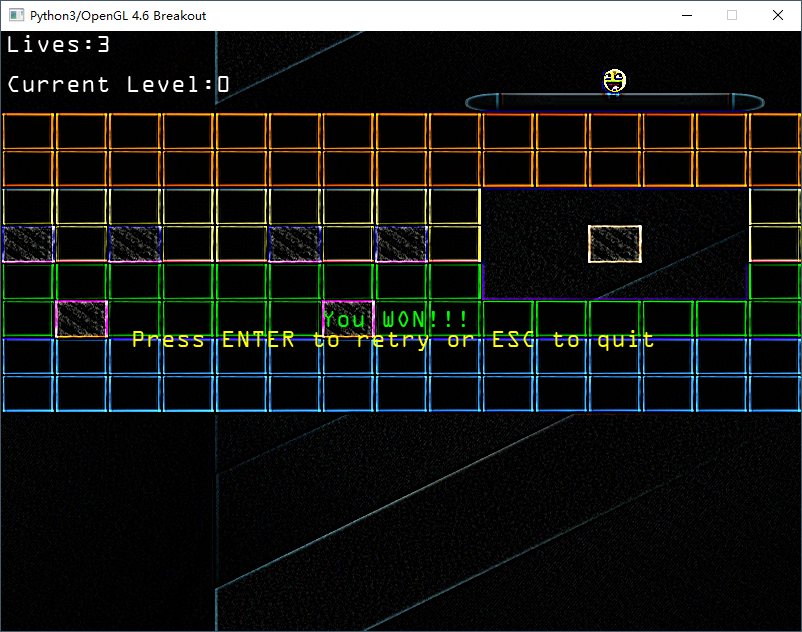 Python3/OpenGL 4.6 Breakout
Lives:3
Current Level:0
You WON!!!
Press ENTER to retry or ESC to quit